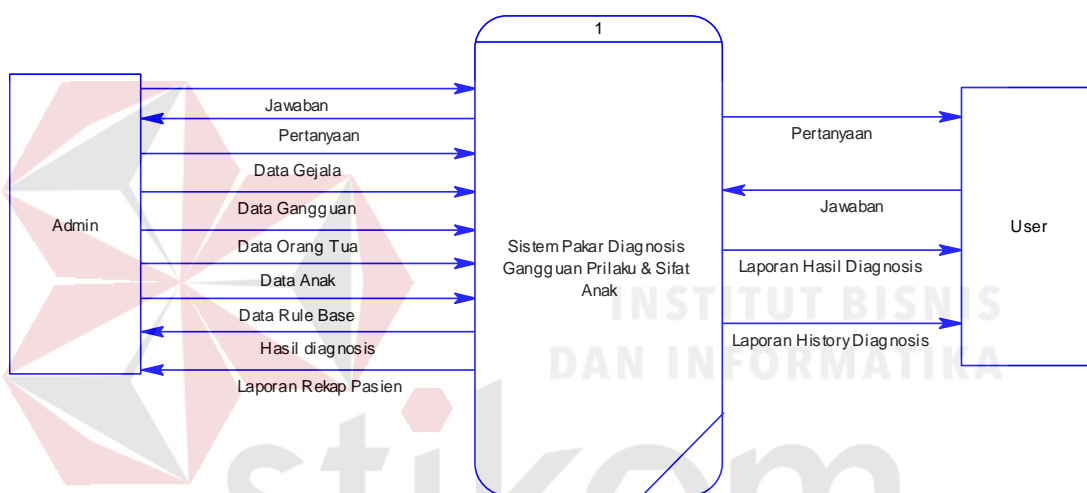 1
Admin
Jawaban
Pertanyaan
Data Gejala
Data Gangguan
Data Orang Tua
Data Anak
Data Rule Base
Hasil diagnosis
Laporan Rekap Pasien
Sistem Pakar Diagnosis
Gangguan Prilaku & Sifat
Anak
Pertanyaan
Jawaban
Laporan Hasil Diagnosis
Laporan History Diagnosis
User
INSTITUT BISNIS
DAN INFORMATIKA
stikom